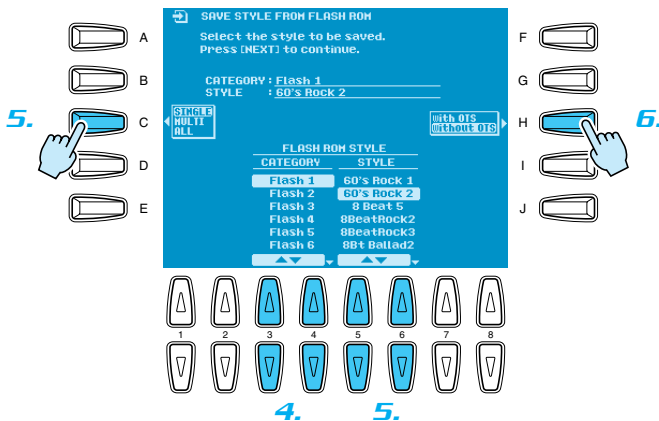 SAVE STYLE FROM FLASH ROM
Select the style to be saved.
Press [NEXT] to continue.
CATEGORY : Flash 1
STYLE : 60's Rock 2
SINGLE
MULTI
ALL
with OTS
without OTS
FLASH ROM STYLE
CATEGORY STYLE
Flash 1 60's Rock 1
Flash 2 60's Rock 2
Flash 3 8 Beat 5
Flash 4 8BeatRock2
Flash 5 8BeatRock3
Flash 6 8Bt Ballad2
A
B
5. C
D
E
F
G
H 6.
I
J
1 2 3 4 5 6 7 8
4. 5.